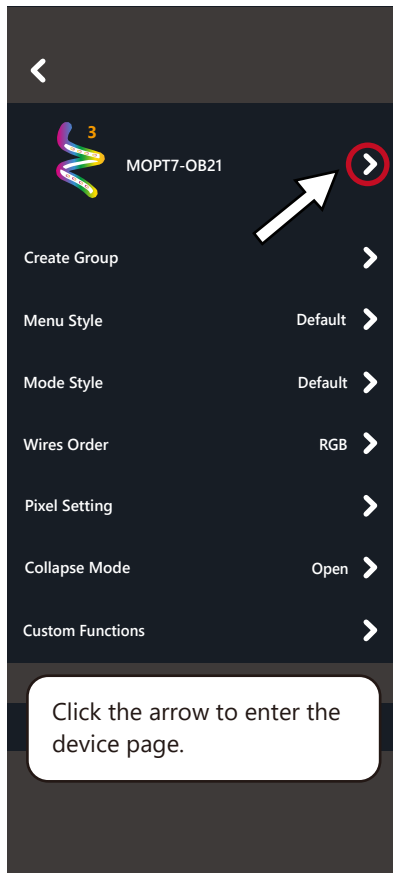 3
MOPT7-OB21
Create Group
Menu Style Default
Mode Style Default
Wires Order RGB
Pixel Setting
Collapse Mode Open
Custom Functions
Click the arrow to enter the
device page.